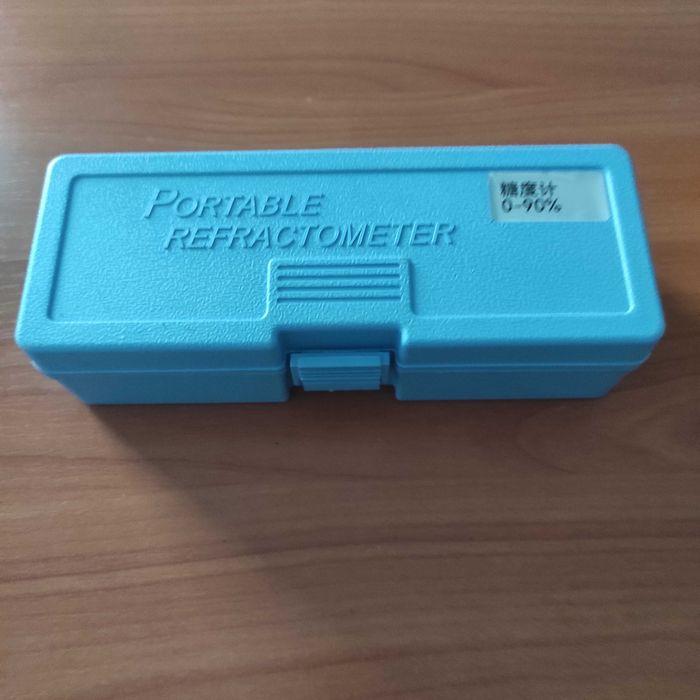 PORTABLE
REFRACTOMETER
糖度计
0-90%